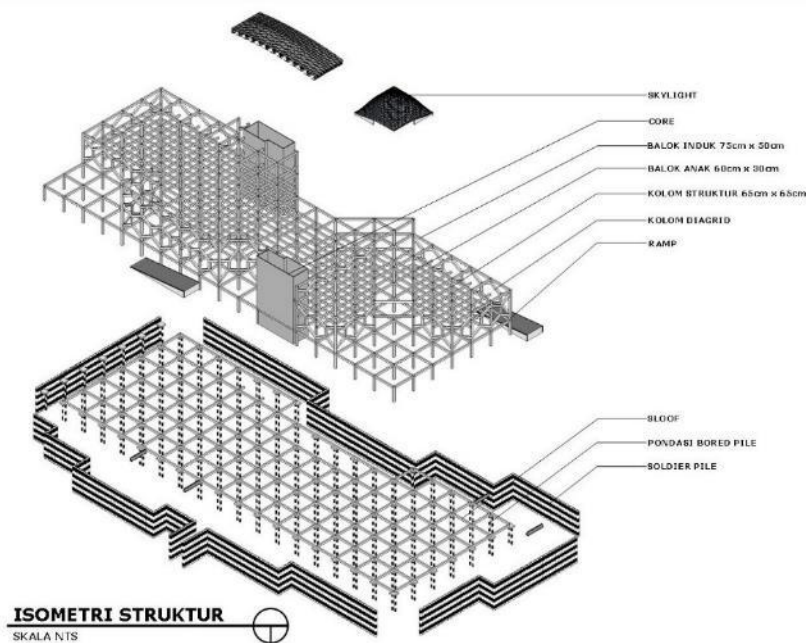 SKYLIGHT
CORE
BALOK INDUK 75cm x 50cm
BALOK ANAK 60cm x 30cm
KOLOM STRUKTUR 65cm x 65cm
KOLOM DIAGRID
RAMP
SLOOF
PONDASI BORED PILE
SOLDIER PILE
ISOMETRI STRUKTUR
SKALA NTS